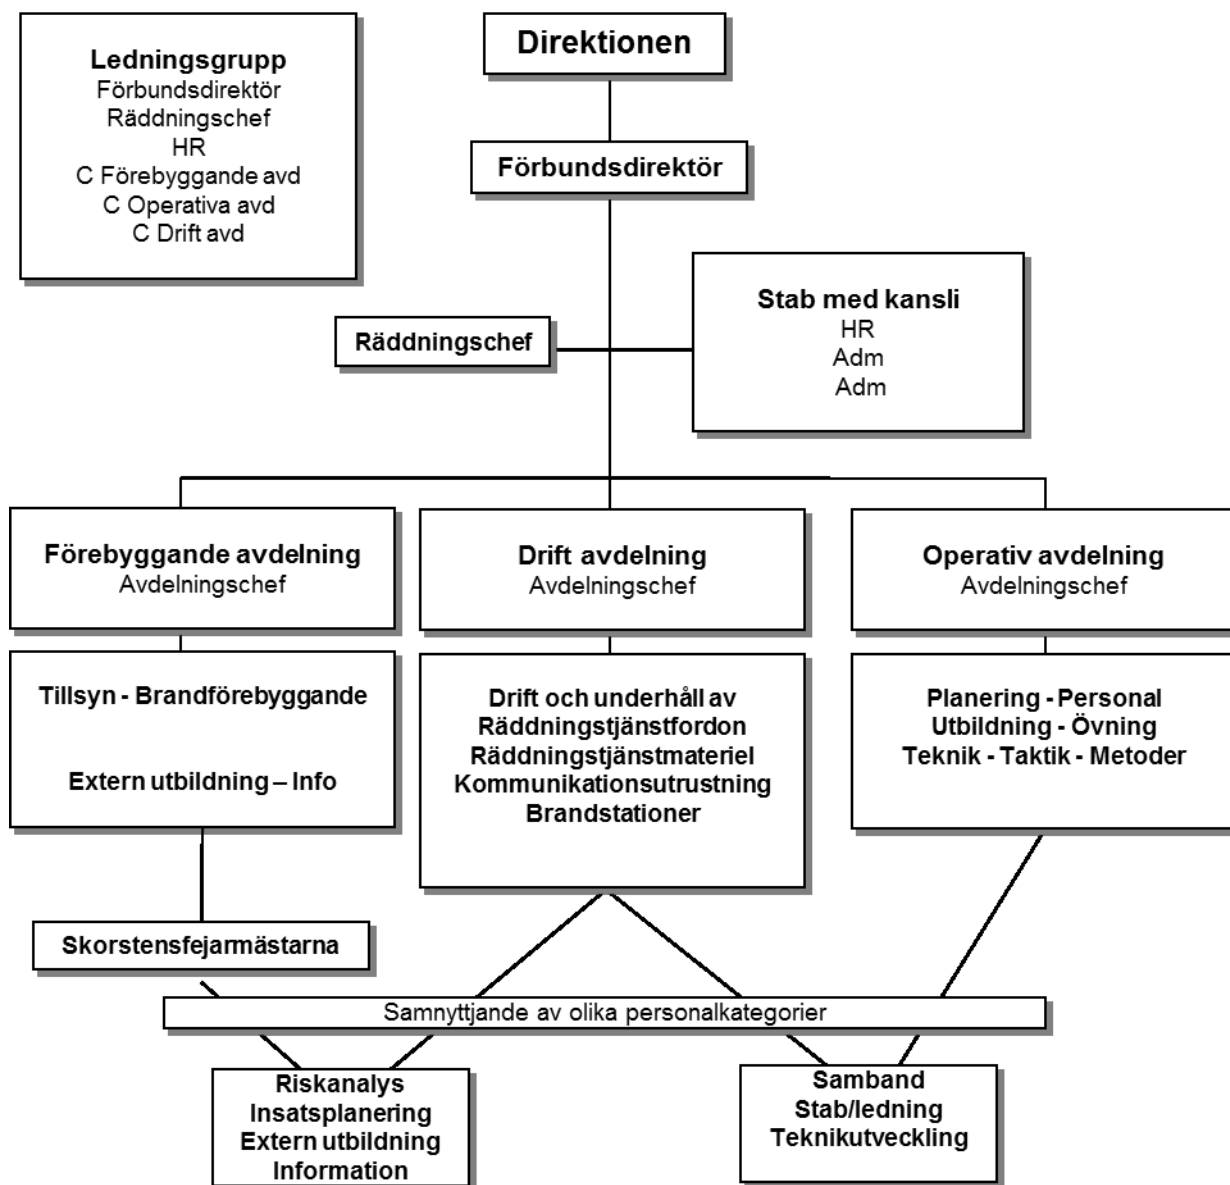 Ledningsgrupp
Förbundsdirektör
Räddningschef
HR
C Förebyggande avd
C Operativa avd
C Drift avd
Direktionen
Förbundsdirektör
Räddningschef
Stab med kansli
HR
Adm
Adm
Förebyggande avdelning
Avdelningschef
Drift avdelning
Avdelningschef
Operativ avdelning
Avdelningschef
Tillsyn - Brandförebyggande
Extern utbildning – Info
Drift och underhåll av
Räddningstjänstfordon
Räddningstjänstmateriel
Kommunikationsutrustning
Brandstationer
Planering - Personal
Utbildning - Övning
Teknik - Taktik - Metoder
Skorstensfejarmästarna
Samnyttjande av olika personalkategorier
Riskanalys
Insatsplanering
Extern utbildning
Information
Samband
Stab/ledning
Teknikutveckling